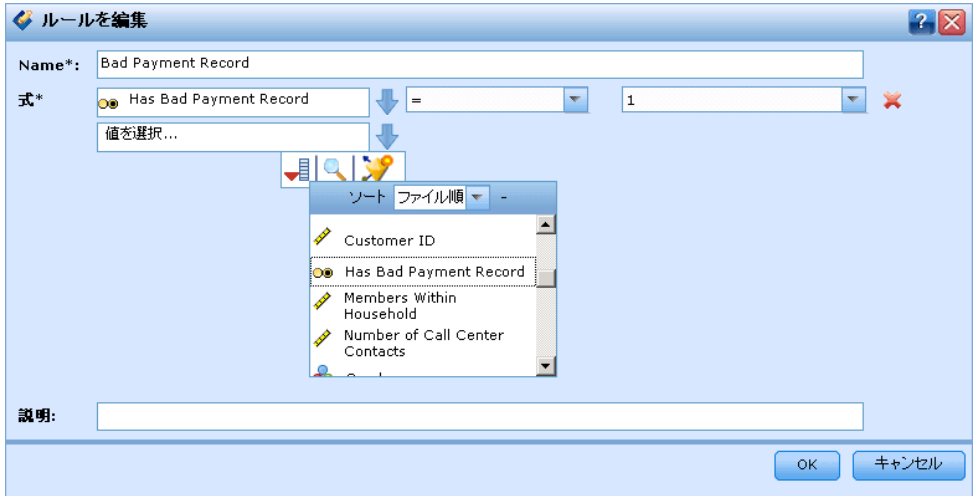 ルールを編集
?
Name*:
Bad Payment Record
式*
Has Bad Payment Record
=
1
値を選択...
ソート ファイル順 -
Customer ID
Has Bad Payment Record
Members Within
Household
Number of Call Center
Contacts
説明:
OK
キャンセル